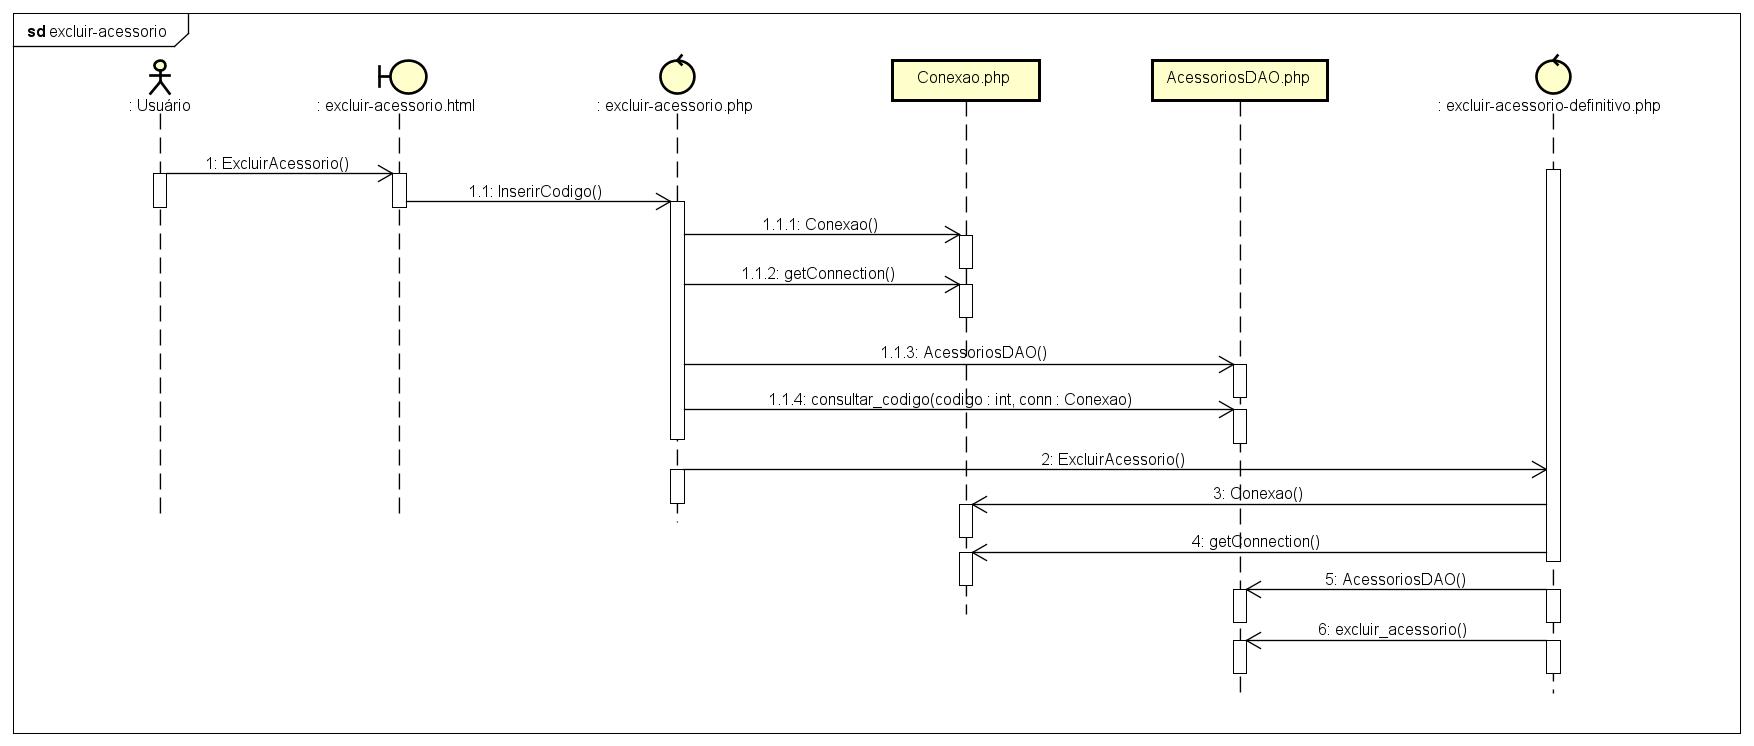 sd excluir-acessorio
: Usuário
: excluir-acessorio.html
: excluir-acessorio.php
Conexao.php
AcessoriosDAO.php
: excluir-acessorio-definitivo.php
1: ExcluirAcessorio()
1.1: InserirCodigo()
1.1.1: Conexao()
1.1.2: getConnection()
1.1.3: AcessoriosDAO()
1.1.4: consultar_codigo(codigo : int, conn : Conexao)
2: ExcluirAcessorio()
3: Conexao()
4: getConnection()
5: AcessoriosDAO()
6: excluir_acessorio()